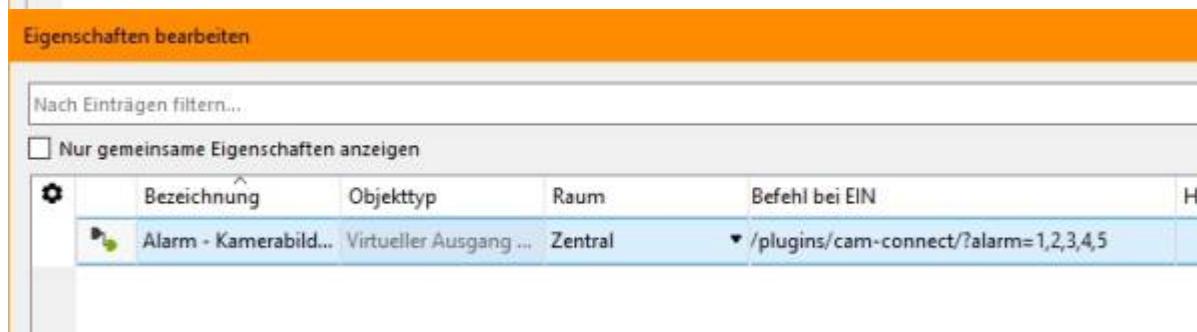 Eigenschaften bearbeiten
Nach Einträgen filtern...
Nur gemeinsame Eigenschaften anzeigen
Bezeichnung Objekttyp Raum Befehl bei EIN H
Alarm - Kamerabild... Virtueller Ausgang ... Zentral /plugins/cam-connect/?alarm=1,2,3,4,5